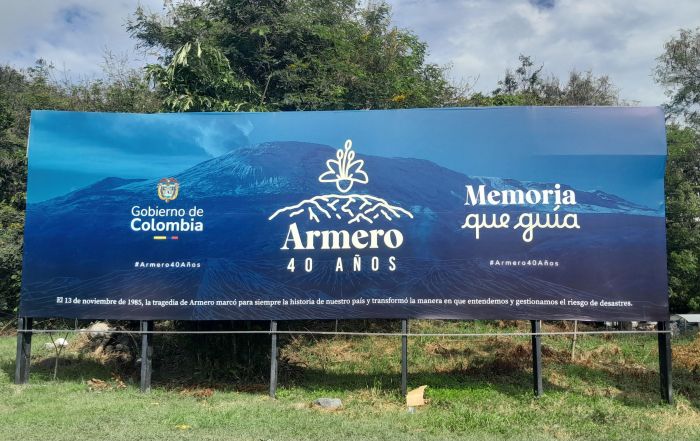 Gobierno de
Colombia
#Armero40Años
Armero
40 AÑOS
Memoria
que guía
#Armero40Años
El 13 de noviembre de 1985, la tragedia de Armero marcó para siempre la historia de nuestro país y transformó la manera en que entendemos y gestionamos el riesgo de desastres.